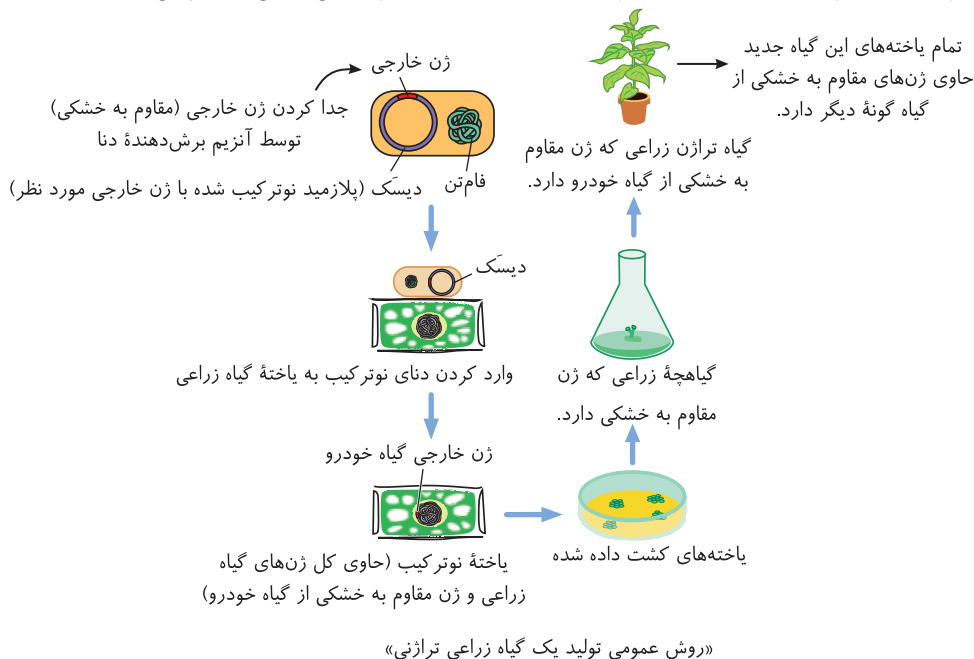 ژن خارجی
جدا کردن ژن خارجی (مقاوم به خشکی)
توسط آنزیم برش‌دهندهٔ دنا
فام‌تن
دیسَک (پلازمید نوترکیب شده با ژن خارجی مورد نظر)
دیسَک
وارد کردن دنای نوترکیب به یاختهٔ گیاه زراعی
ژن خارجی گیاه خودرو
یاختهٔ نوترکیب (حاوی کل ژن‌های گیاه
زراعی و ژن مقاوم به خشکی از گیاه خودرو)
یاخته‌های کشت داده شده
گیاهچهٔ زراعی که ژن
مقاوم به خشکی دارد.
گیاه تراژن زراعی که ژن مقاوم
به خشکی از گیاه خودرو دارد.
تمام یاخته‌های این گیاه جدید
حاوی ژن‌های مقاوم به خشکی از
گیاه گونهٔ دیگر دارد.
«روش عمومی تولید یک گیاه زراعی تراژنی»